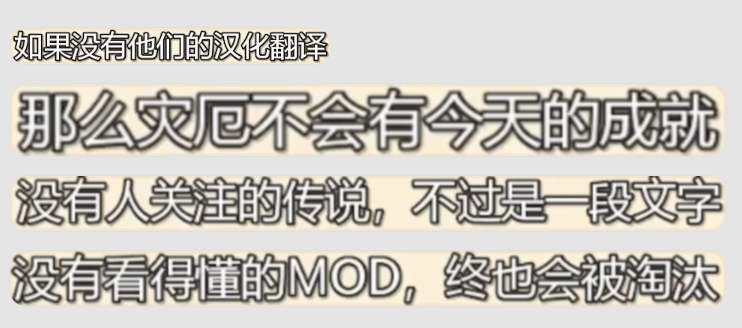 如果没有他们的汉化翻译
那么灾厄不会有今天的成就
没有人关注的传说，不过是一段文字
没有看得懂的MOD，终也会被淘汰